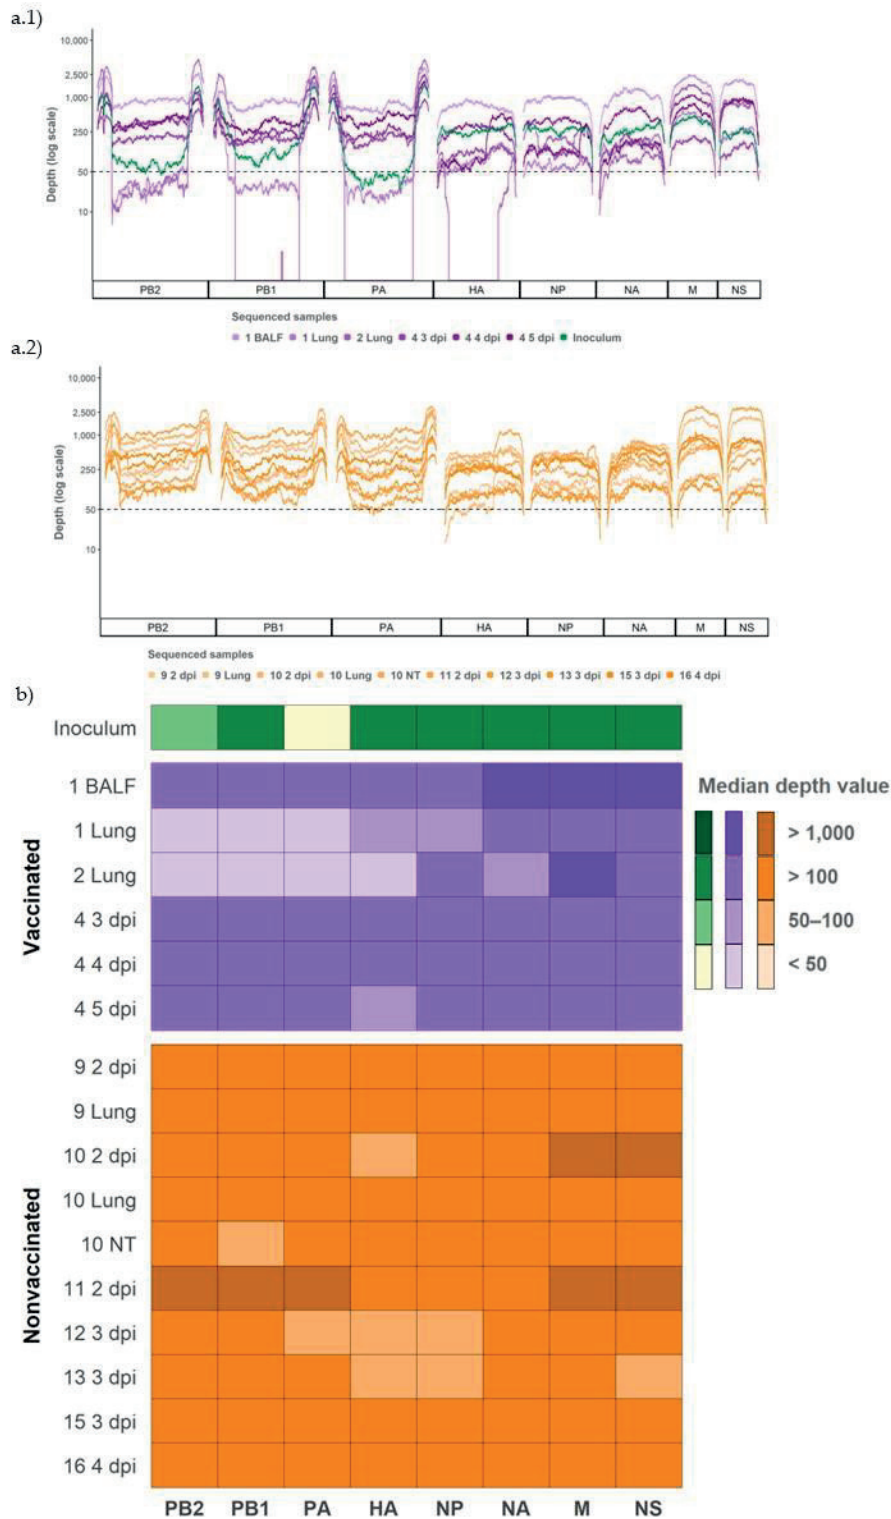 a.1)
10,000
2,500
1,000
250
50
10
Depth (log scale)
PB2 PB1 PA HA NP NA M NS
Sequenced samples
1 BALF 1 Lung 2 Lung 4 3 dpi 4 4 dpi 4 5 dpi Inoculum
a.2)
10,000
2,500
1,000
250
50
10
Depth (log scale)
PB2 PB1 PA HA NP NA M NS
Sequenced samples
9 2 dpi 9 Lung 10 2 dpi 10 Lung 10 NT 11 2 dpi 12 3 dpi 13 3 dpi 15 3 dpi 16 4 dpi
b)
Inoculum
Vaccinated
1 BALF
1 Lung
2 Lung
4 3 dpi
4 4 dpi
4 5 dpi
Median depth value
> 1,000
> 100
50–100
< 50
Nonvaccinated
9 2 dpi
9 Lung
10 2 dpi
10 Lung
10 NT
11 2 dpi
12 3 dpi
13 3 dpi
15 3 dpi
16 4 dpi
PB2 PB1 PA HA NP NA M NS